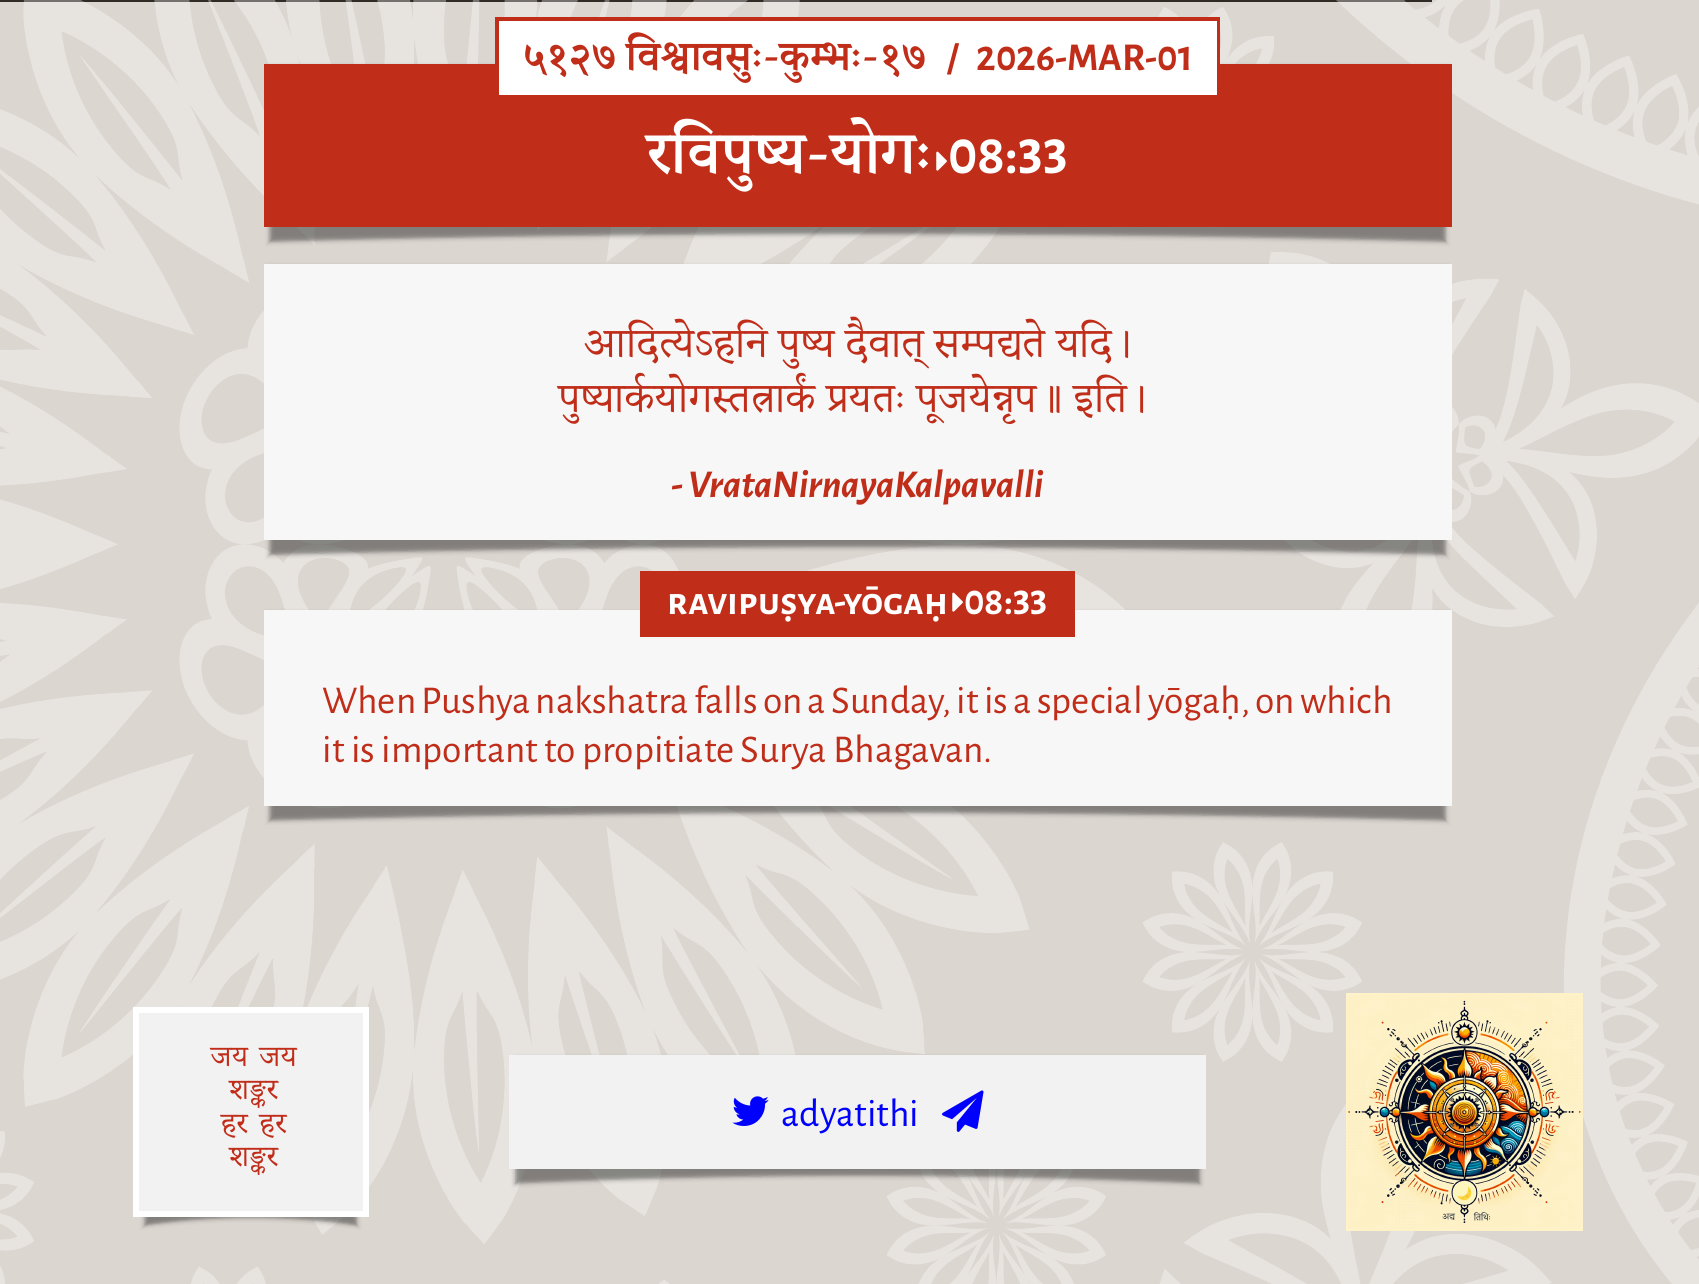 ५१२७ विश्वावसुः-कुम्भः-१७ / 2026-MAR-01
रविपुष्य-योगः⏵08:33
आदित्येऽहनि पुष्य दैवात् सम्पद्यते यदि।
पुष्यार्कयोगस्तत्रार्कं प्रयतः पूजयेन्नृप॥ इति।
- VrataNirnayaKalpavalli
RAVIPUṢYA-YŌGAḤ⏵08:33
When Pushya nakshatra falls on a Sunday, it is a special yōgaḥ, on which
it is important to propitiate Surya Bhagavan.
जय जय
शङ्कर
हर हर
शङ्कर
adyatithi
अद्य तिथिः